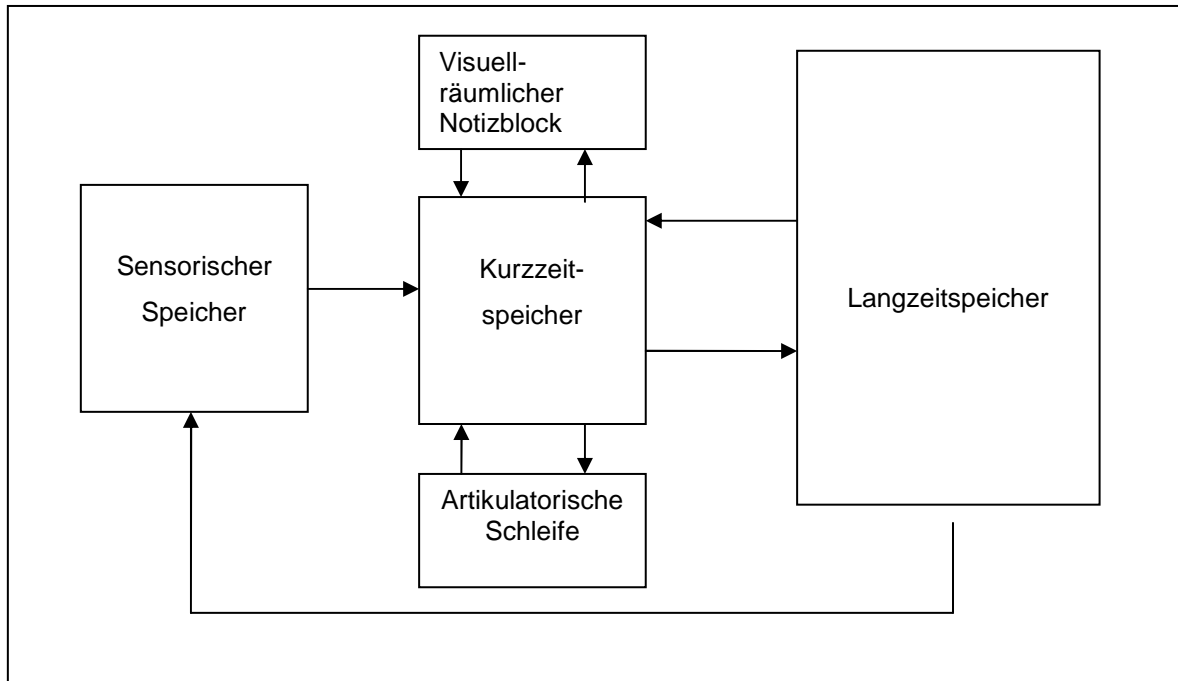 Visuell-
räumlicher
Notizblock
Sensorischer
Speicher
Kurzzeit-
speicher
Langzeitspeicher
Artikulatorische
Schleife